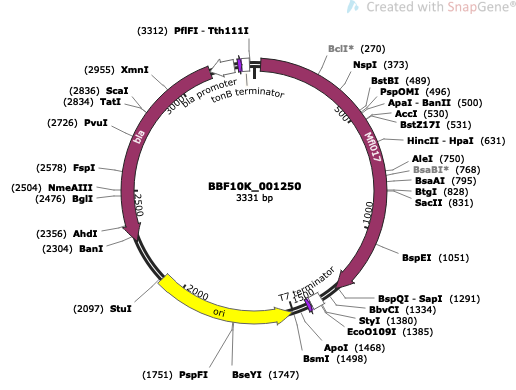 Created with SnapGene®
(3312) PflFI - Tth111I
BclI* (270)
NspI (373)
BstBI (489)
PspOMI (496)
ApaI - BanII (500)
AccI (530)
BstZ17I (531)
HincII - HpaI (631)
AleI (750)
BsaBI* (768)
BsaAI (795)
BtgI (828)
SacII (831)
BspEI (1051)
BspQI - SapI (1291)
BbvCI (1334)
StyI (1380)
EcoO109I (1385)
ApoI (1468)
BsmI (1498)
BseYI (1747)
(1751) PspFI
(2097) StuI
(2304) BanI
(2356) AhdI
(2476) BglI
(2504) NmeAIII
(2578) FspI
(2726) PvuI
(2834) TatI
(2836) ScaI
(2955) XmnI
bla promoter
tonB terminator
bla
Mfl017
T7 terminator
ori
500
1000
1500
2000
2500
3000
BBF10K_001250
3331 bp